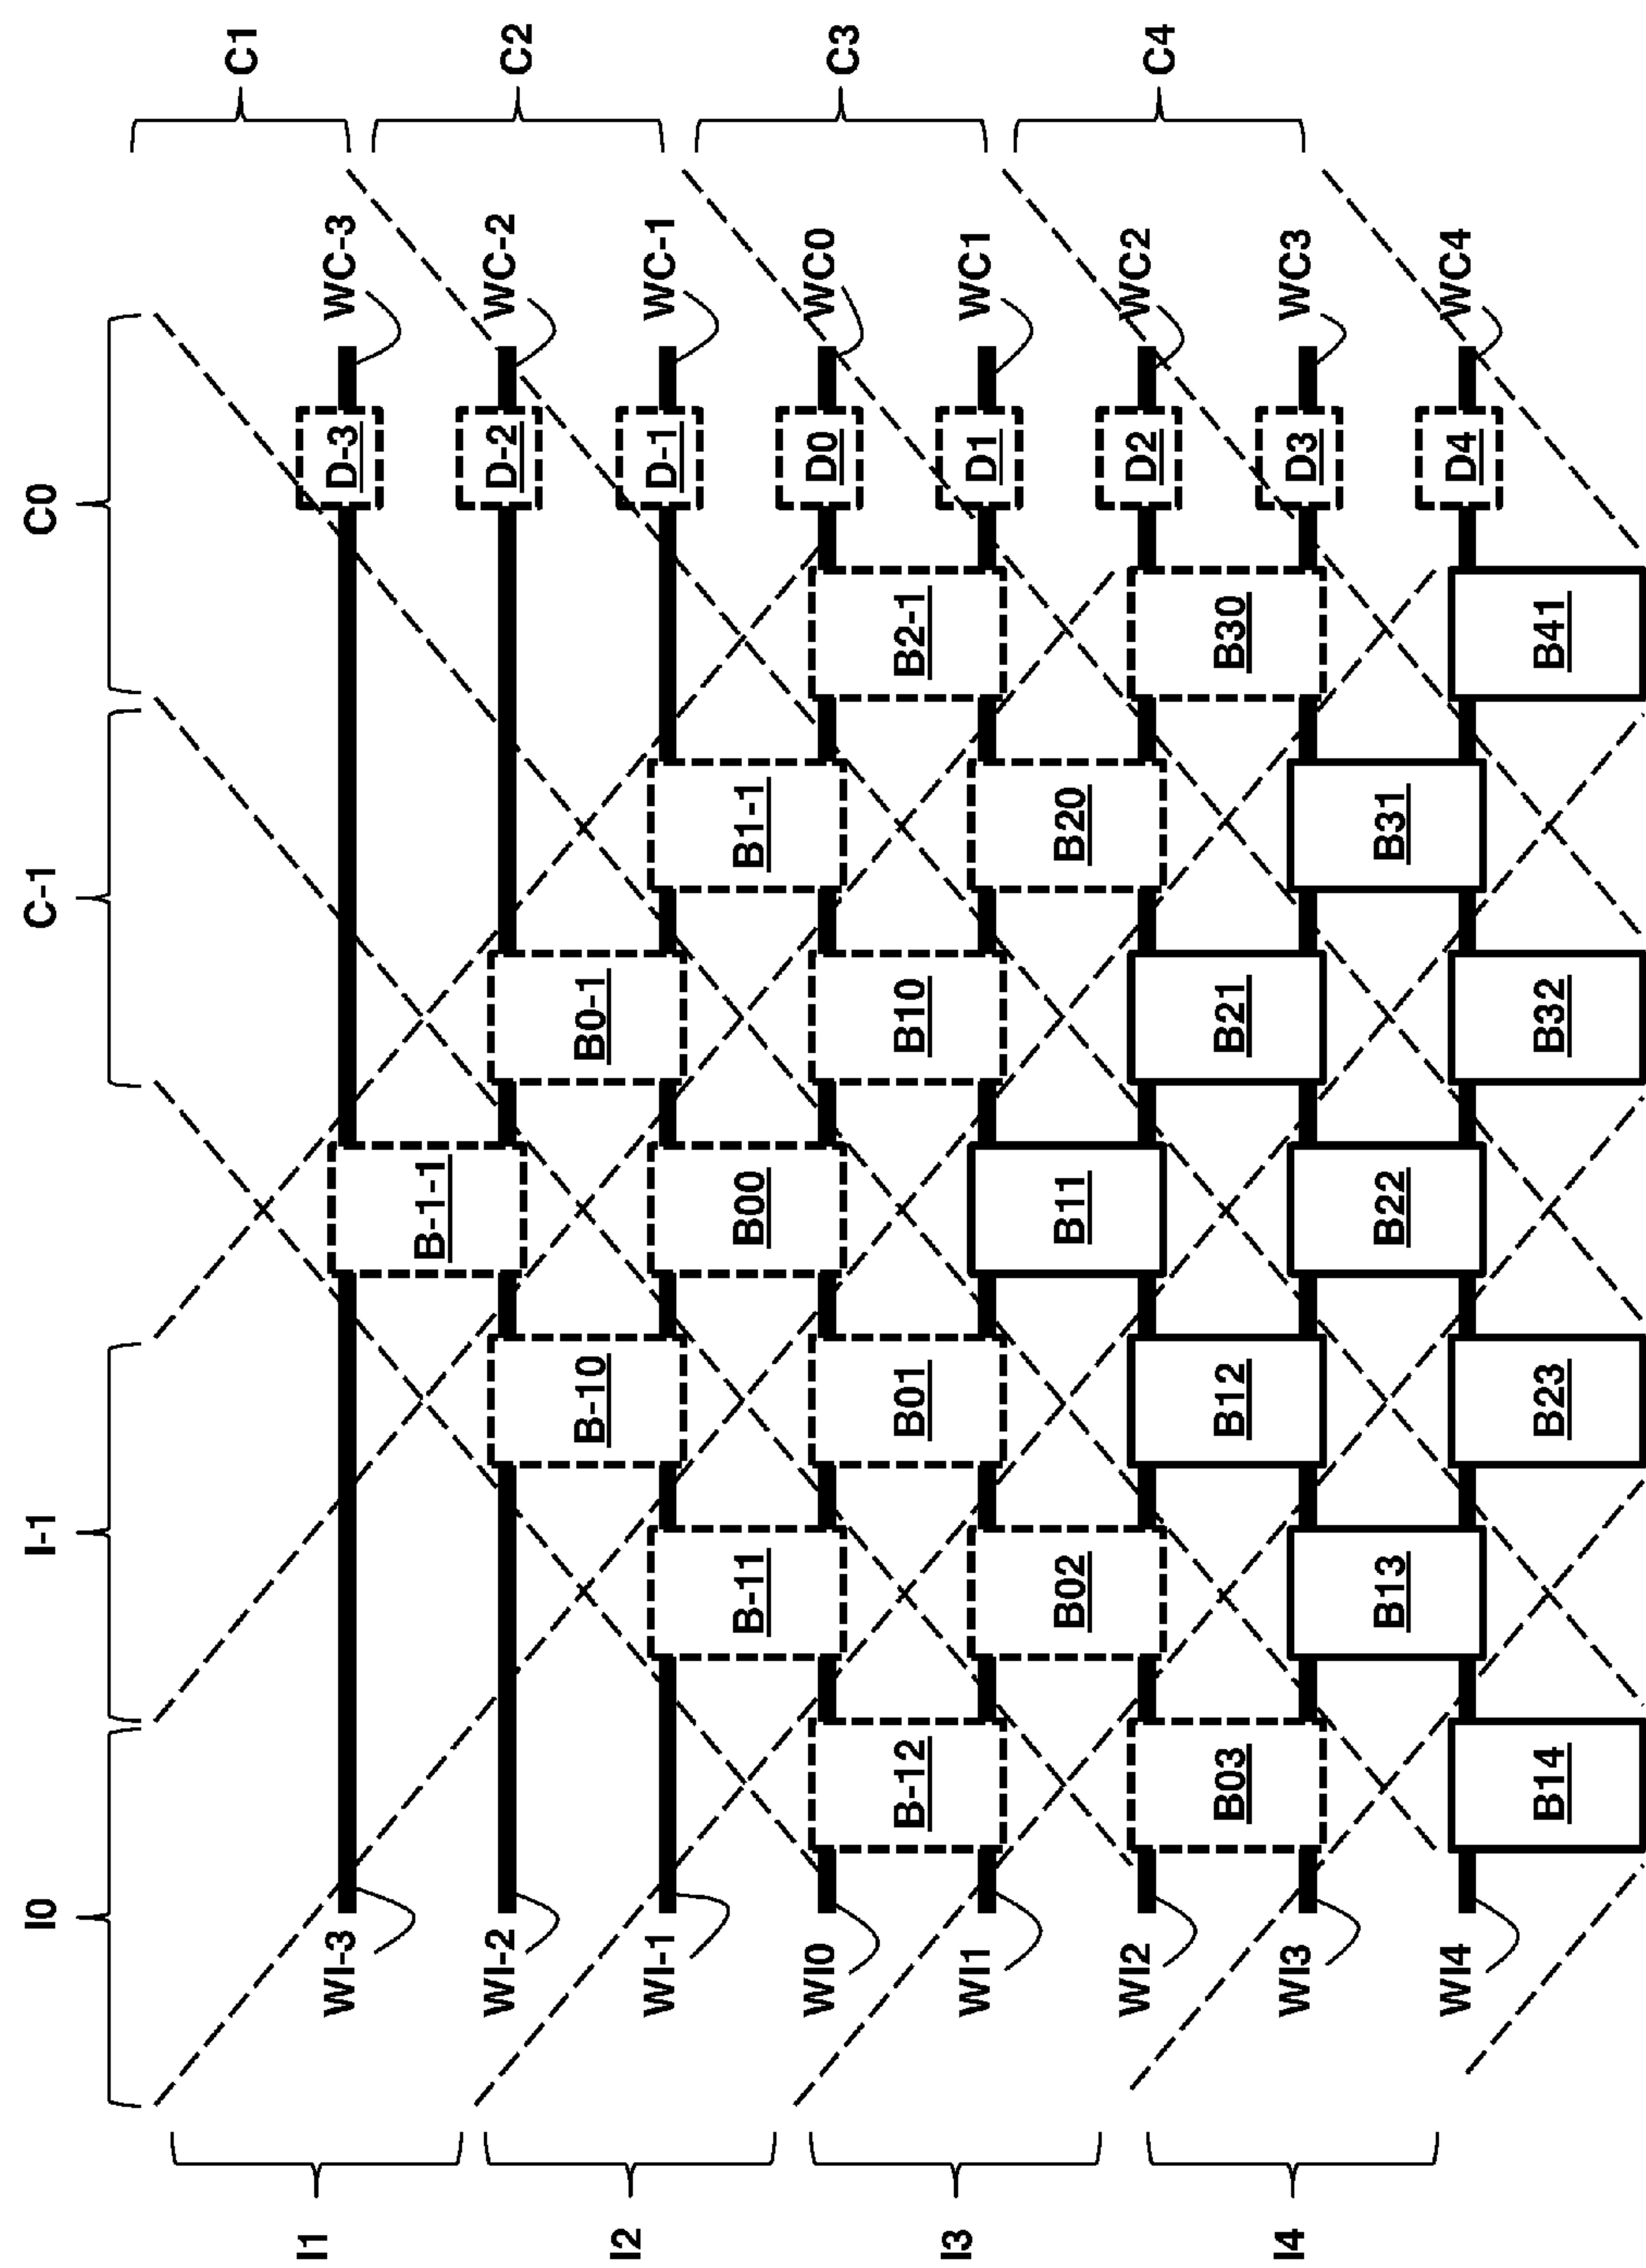 I0
I-1
C-1
C0
C1
I1
WI-3
D-3
WC-3
B-1-1
WI-2
D-2
WC-2
C2
B-10
B0-1
I2
WI-1
D-1
WC-1
B-11
B00
B1-1
WI0
D0
WC0
C3
B-12
B01
B10
B2-1
I3
WI1
D1
WC1
B02
B11
B20
WI2
D2
WC2
C4
B03
B12
B21
B30
I4
WI3
D3
WC3
B13
B22
B31
WI4
D4
WC4
B14
B23
B32
B41